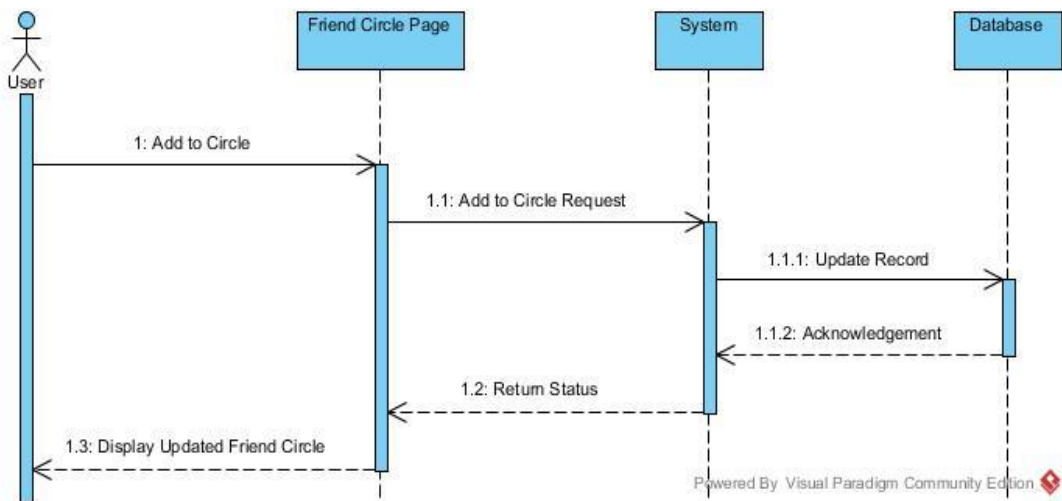 Friend Circle Page
System
Database
User
1: Add to Circle
1.1: Add to Circle Request
1.1.1: Update Record
1.1.2: Acknowledgement
1.2: Return Status
1.3: Display Updated Friend Circle
Powered By Visual Paradigm Community Edition